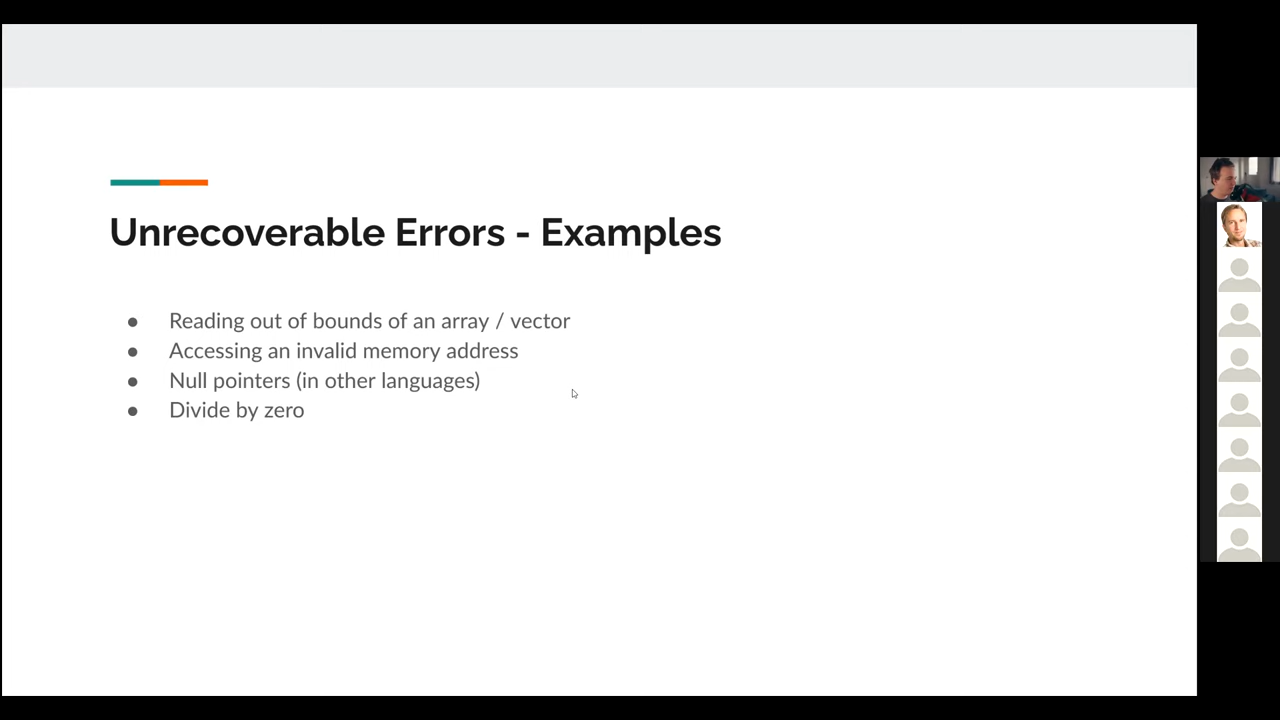 Unrecoverable Errors - Examples
● Reading out of bounds of an array / vector
● Accessing an invalid memory address
● Null pointers (in other languages)
● Divide by zero